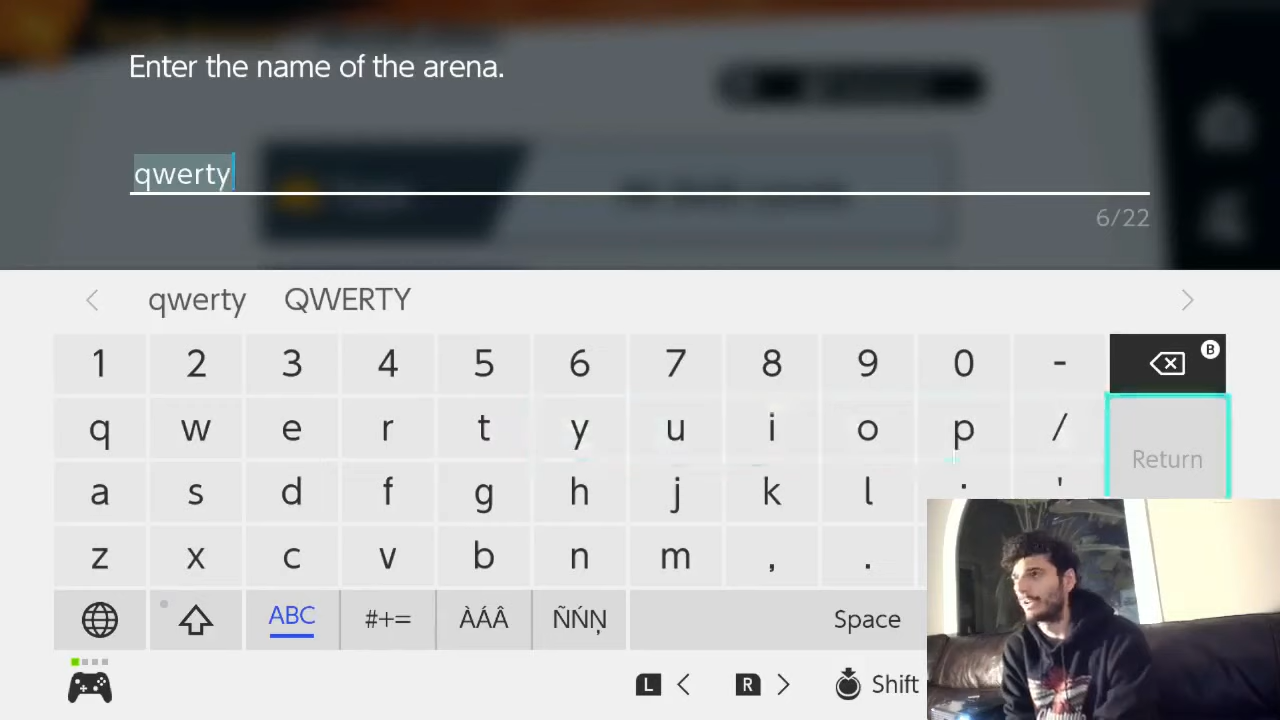 Enter the name of the arena.
qwerty
6/22
qwerty QWERTY
1 2 3 4 5 6 7 8 9 0 - B
q w e r t y u i o p /
Return
a s d f g h j k l '
z x c v b n m , .
ABC #+= ÀÁÂ ÑŃŅ Space
L R Shift